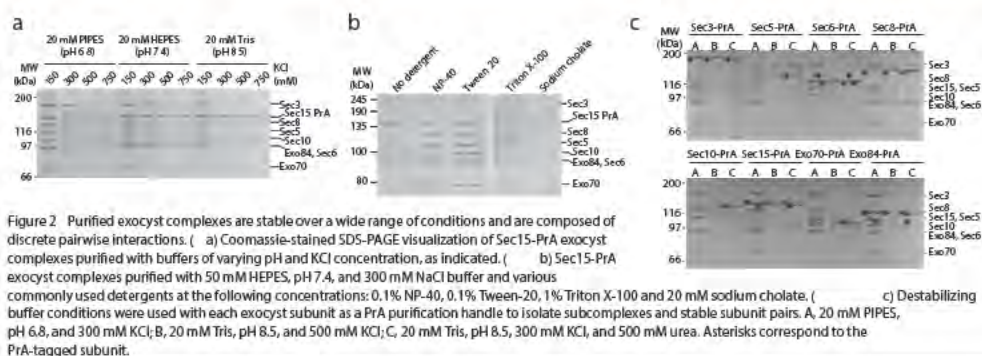 a
20 mM PIPES 20 mM HEPES 20 mM Tris
(pH 6 8) (pH 7 4) (pH 8 5)
MW
(kDa)
150 300 500 750 150 300 500 750 150 300 500 750
KCl
(mM)
200
116
97
66
Sec3
Sec15 PrA
Sec8
Sec5
Sec10
Exo84, Sec6
Exo70
b
MW
(kDa)
No detergent
NP-40
Tween 20
Triton X-100
Sodium cholate
245
190
135
100
80
Sec3
Sec15 PrA
Sec8
Sec5
Sec10
Exo84, Sec6
Exo70
c
MW
(kDa)
Sec3-PrA Sec5-PrA Sec6-PrA Sec8-PrA
A B C A B C A B C A B C
200
116
97
66
Sec3
Sec8
Sec15, Sec5
Sec10
Exo84, Sec6
Exo70
Sec10-PrA Sec15-PrA Exo70-PrA Exo84-PrA
A B C A B C A B C A B C
200
116
97
66
Sec3
Sec8
Sec15, Sec5
Sec10
Exo84, Sec6
Exo70
Figure 2 Purified exocyst complexes are stable over a wide range of conditions and are composed of
discrete pairwise interactions. ( a) Coomassie-stained SDS-PAGE visualization of Sec15-PrA exocyst
complexes purified with buffers of varying pH and KCl concentration, as indicated. ( b) Sec15-PrA
exocyst complexes purified with 50 mM HEPES, pH 7.4, and 300 mM NaCl buffer and various
commonly used detergents at the following concentrations: 0.1% NP-40, 0.1% Tween-20, 1% Triton X-100 and 20 mM sodium cholate. ( c) Destabilizing
buffer conditions were used with each exocyst subunit as a PrA purification handle to isolate subcomplexes and stable subunit pairs. A, 20 mM PIPES,
pH 6.8, and 300 mM KCl; B, 20 mM Tris, pH 8.5, and 500 mM KCl; C, 20 mM Tris, pH 8.5, 300 mM KCl, and 500 mM urea. Asterisks correspond to the
PrA-tagged subunit.